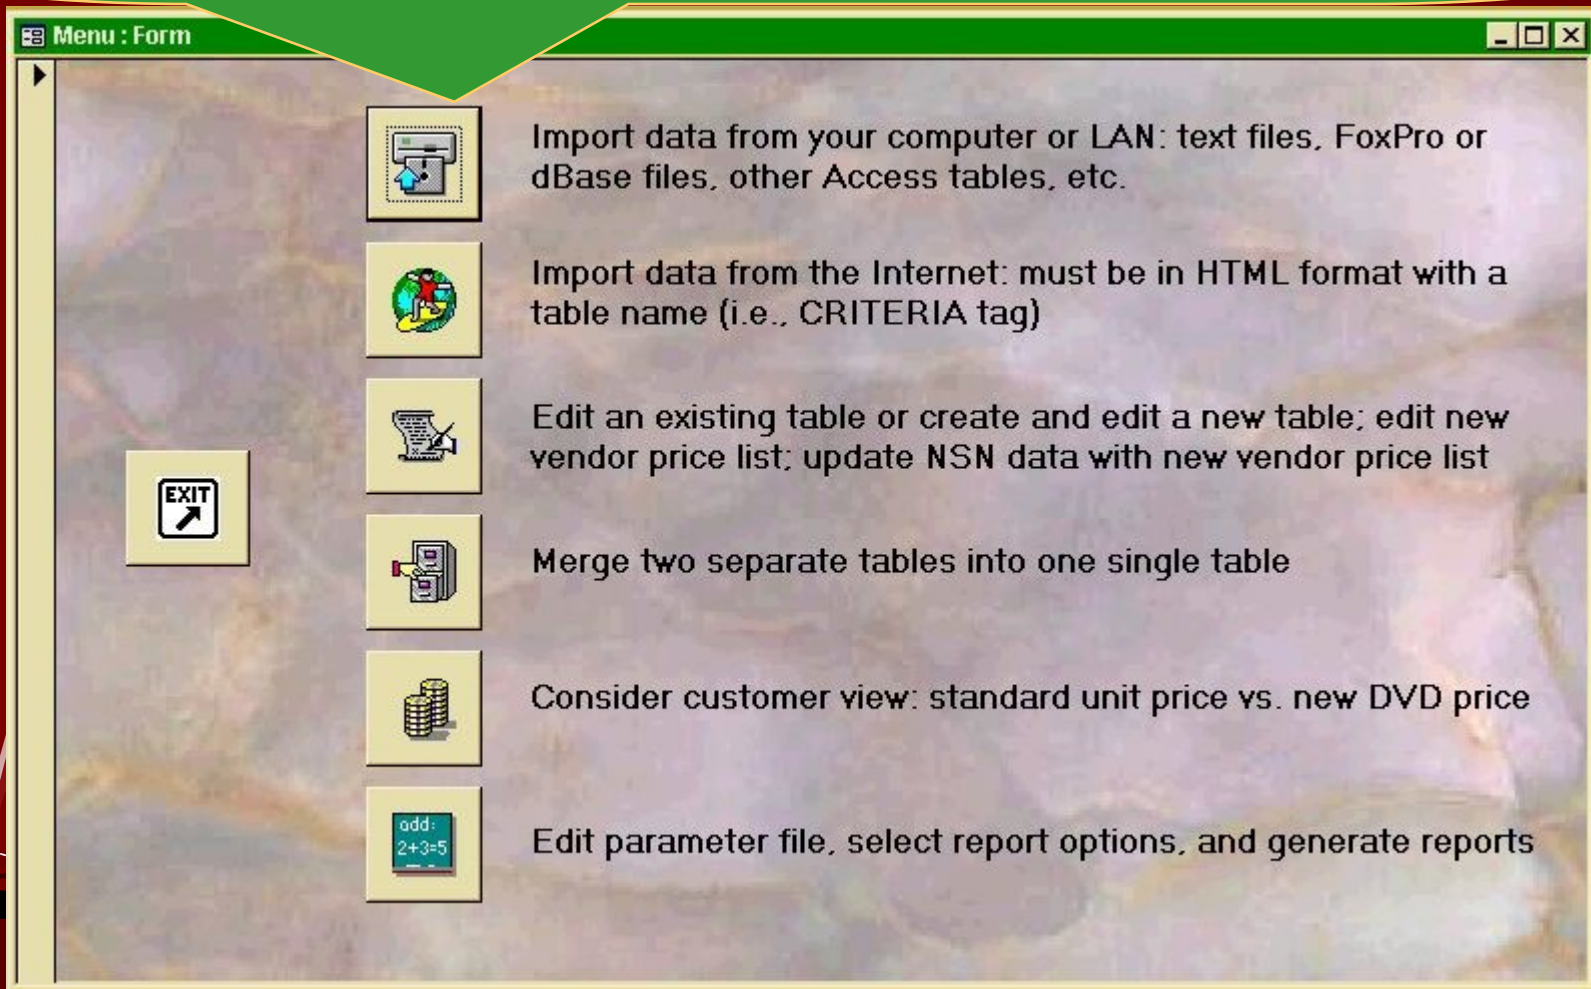 Menu : Form
Import data from your computer or LAN: text files, FoxPro or
dBase files, other Access tables, etc.
Import data from the Internet: must be in HTML format with a
table name (i.e., CRITERIA tag)
Edit an existing table or create and edit a new table; edit new
vendor price list; update NSN data with new vendor price list
EXIT
Merge two separate tables into one single table
Consider customer view: standard unit price vs. new DVD price
add:
2+3=5
Edit parameter file, select report options, and generate reports